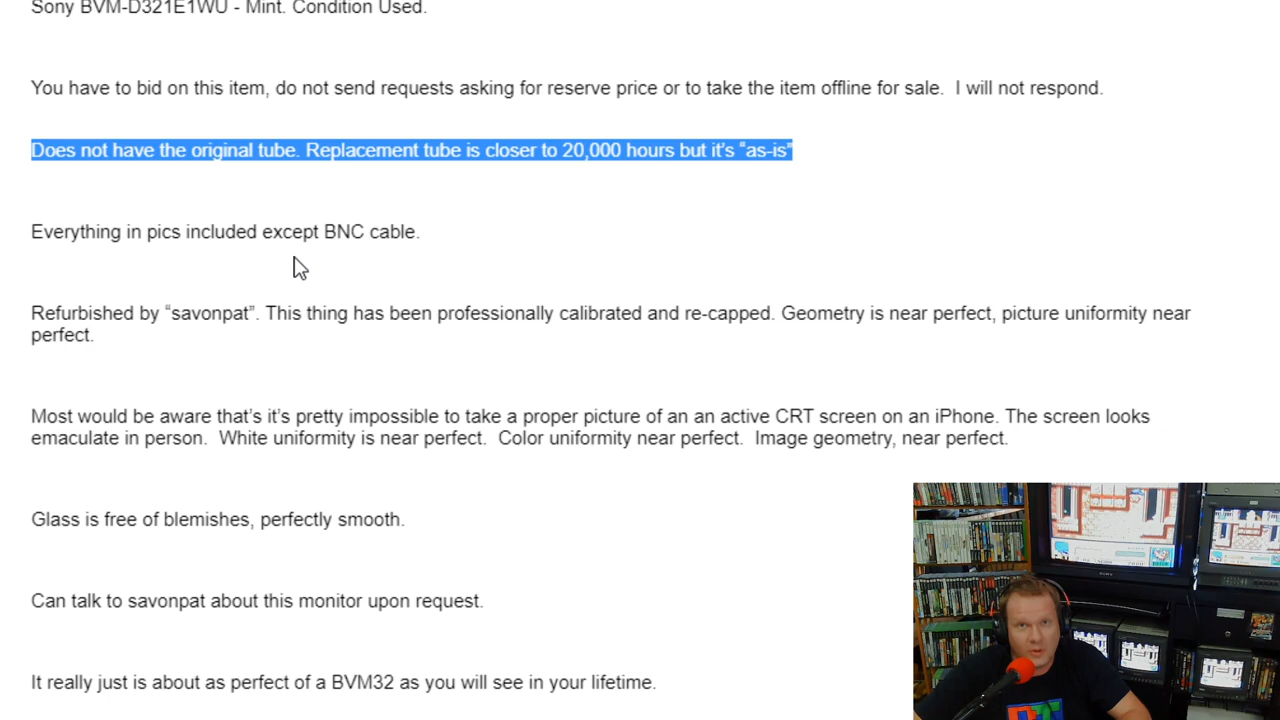 Sony BVM-D321E1WU - Mint. Condition Used.
You have to bid on this item, do not send requests asking for reserve price or to take the item offline for sale.  I will not respond.
Does not have the original tube. Replacement tube is closer to 20,000 hours but it's “as-is”
Everything in pics included except BNC cable.
Refurbished by “savonpat”. This thing has been professionally calibrated and re-capped. Geometry is near perfect, picture uniformity near
perfect.
Most would be aware that’s it’s pretty impossible to take a proper picture of an an active CRT screen on an iPhone. The screen looks
emaculate in person.  White uniformity is near perfect.  Color uniformity near perfect.  Image geometry, near perfect.
Glass is free of blemishes, perfectly smooth.
Can talk to savonpat about this monitor upon request.
It really just is about as perfect of a BVM32 as you will see in your lifetime.
SONY